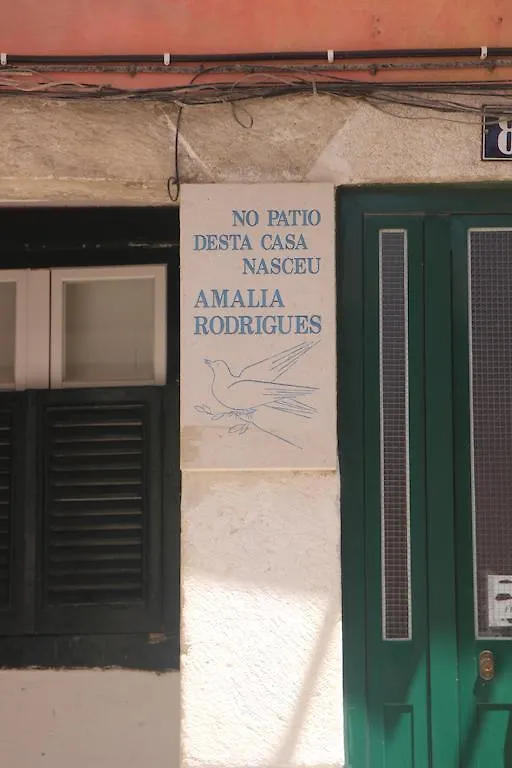 NO PATIO
DESTA CASA
NASCEU
AMALIA
RODRIGUES